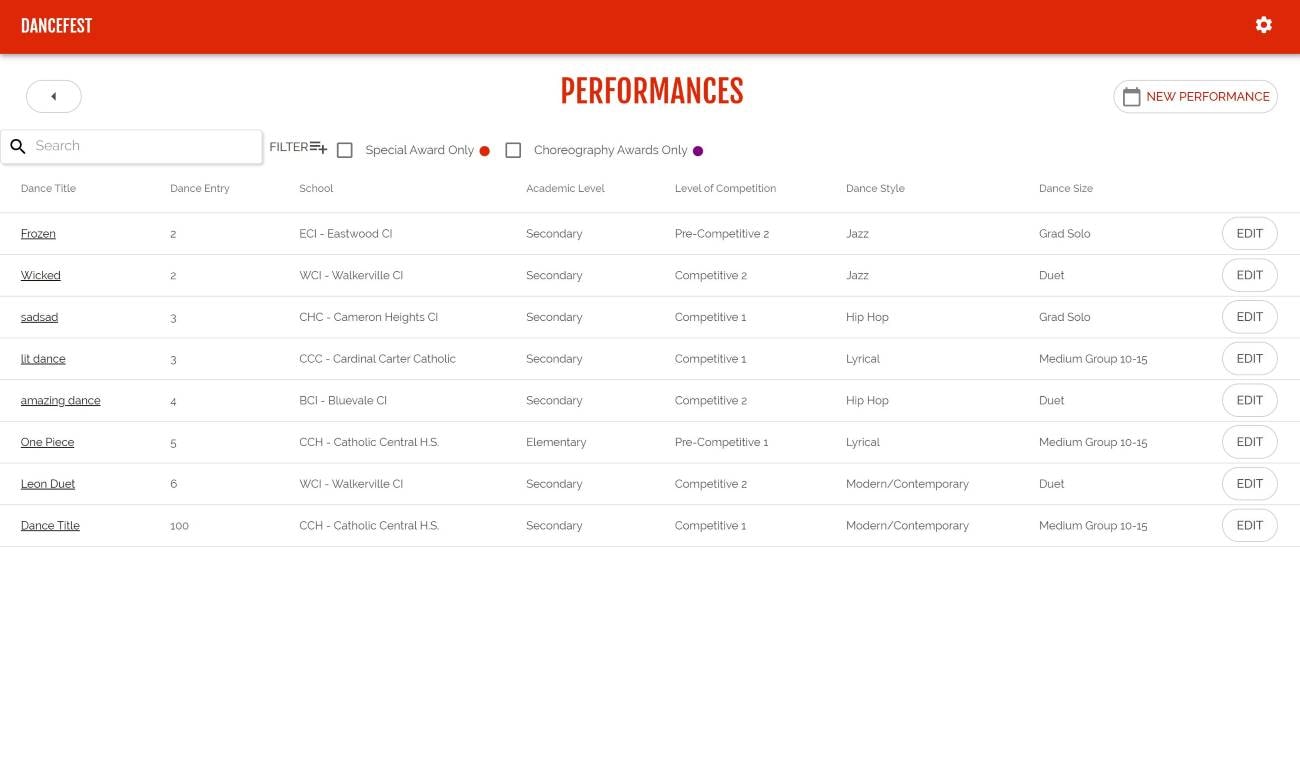 DANCEFEST
PERFORMANCES
NEW PERFORMANCE
Search FILTER Special Award Only Choreography Awards Only
Dance Title Dance Entry School Academic Level Level of Competition Dance Style Dance Size
Frozen 2 ECI - Eastwood CI Secondary Pre-Competitive 2 Jazz Grad Solo EDIT
Wicked 2 WCI - Walkerville CI Secondary Competitive 2 Jazz Duet EDIT
sadsad 3 CHC - Cameron Heights CI Secondary Competitive 1 Hip Hop Grad Solo EDIT
lit dance 3 CCC - Cardinal Carter Catholic Secondary Competitive 1 Lyrical Medium Group 10-15 EDIT
amazing dance 4 BCI - Bluevale CI Secondary Competitive 2 Hip Hop Duet EDIT
One Piece 5 CCH - Catholic Central H.S. Elementary Pre-Competitive 1 Lyrical Medium Group 10-15 EDIT
Leon Duet 6 WCI - Walkerville CI Secondary Competitive 2 Modern/Contemporary Duet EDIT
Dance Title 100 CCH - Catholic Central H.S. Secondary Competitive 1 Modern/Contemporary Medium Group 10-15 EDIT